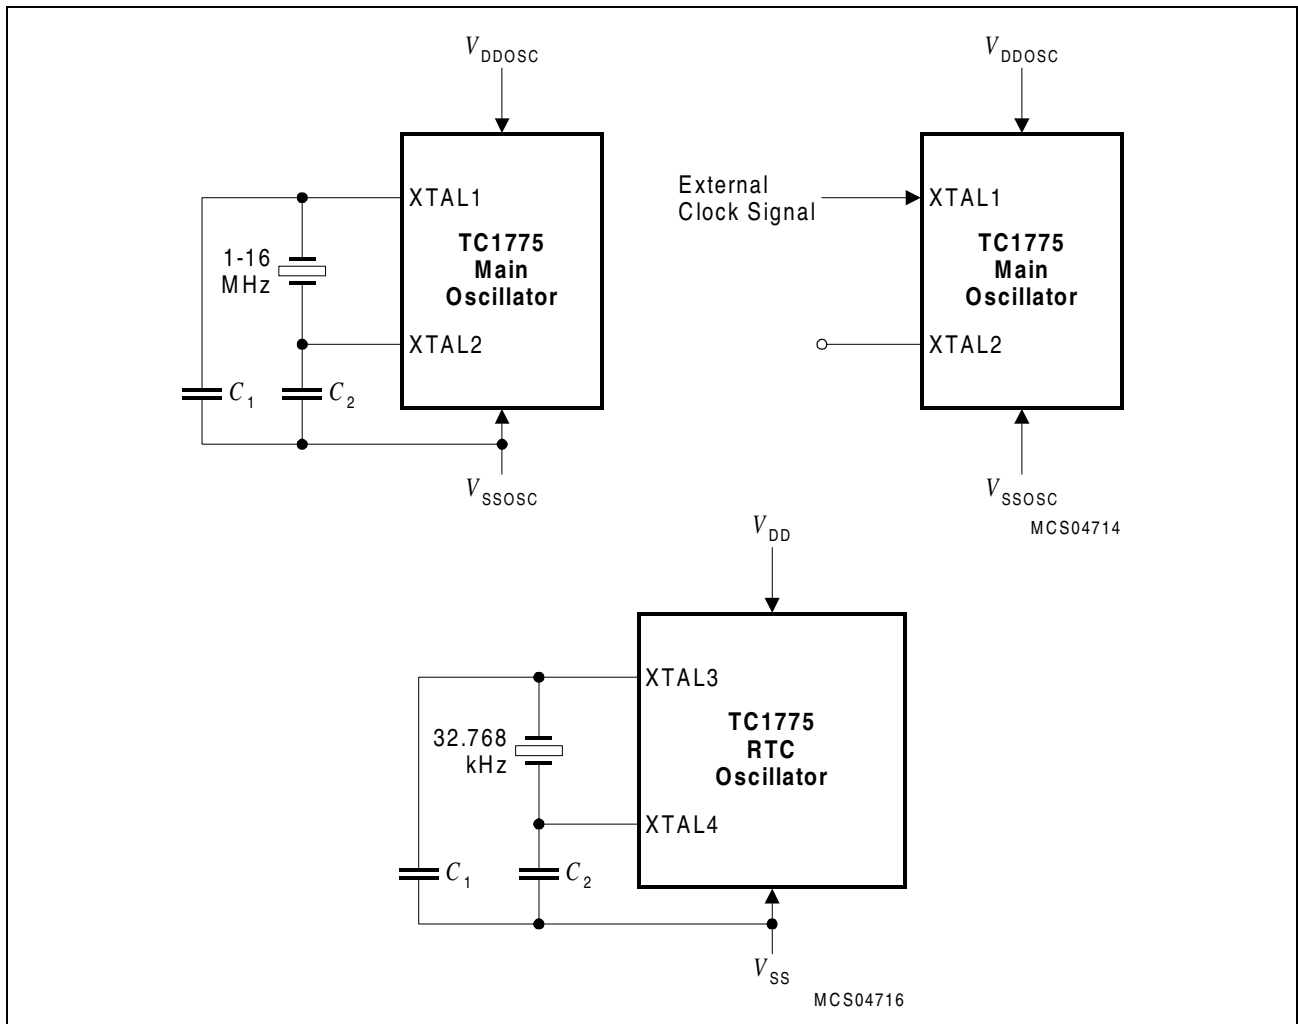 VDDOSC
XTAL1
TC1775
Main
Oscillator
XTAL2
1-16
MHz
C1
C2
VSSOSC
VDDOSC
External
Clock Signal
XTAL1
TC1775
Main
Oscillator
XTAL2
VSSOSC
MCS04714
VDD
XTAL3
TC1775
RTC
Oscillator
XTAL4
32.768
kHz
C1
C2
VSS
MCS04716